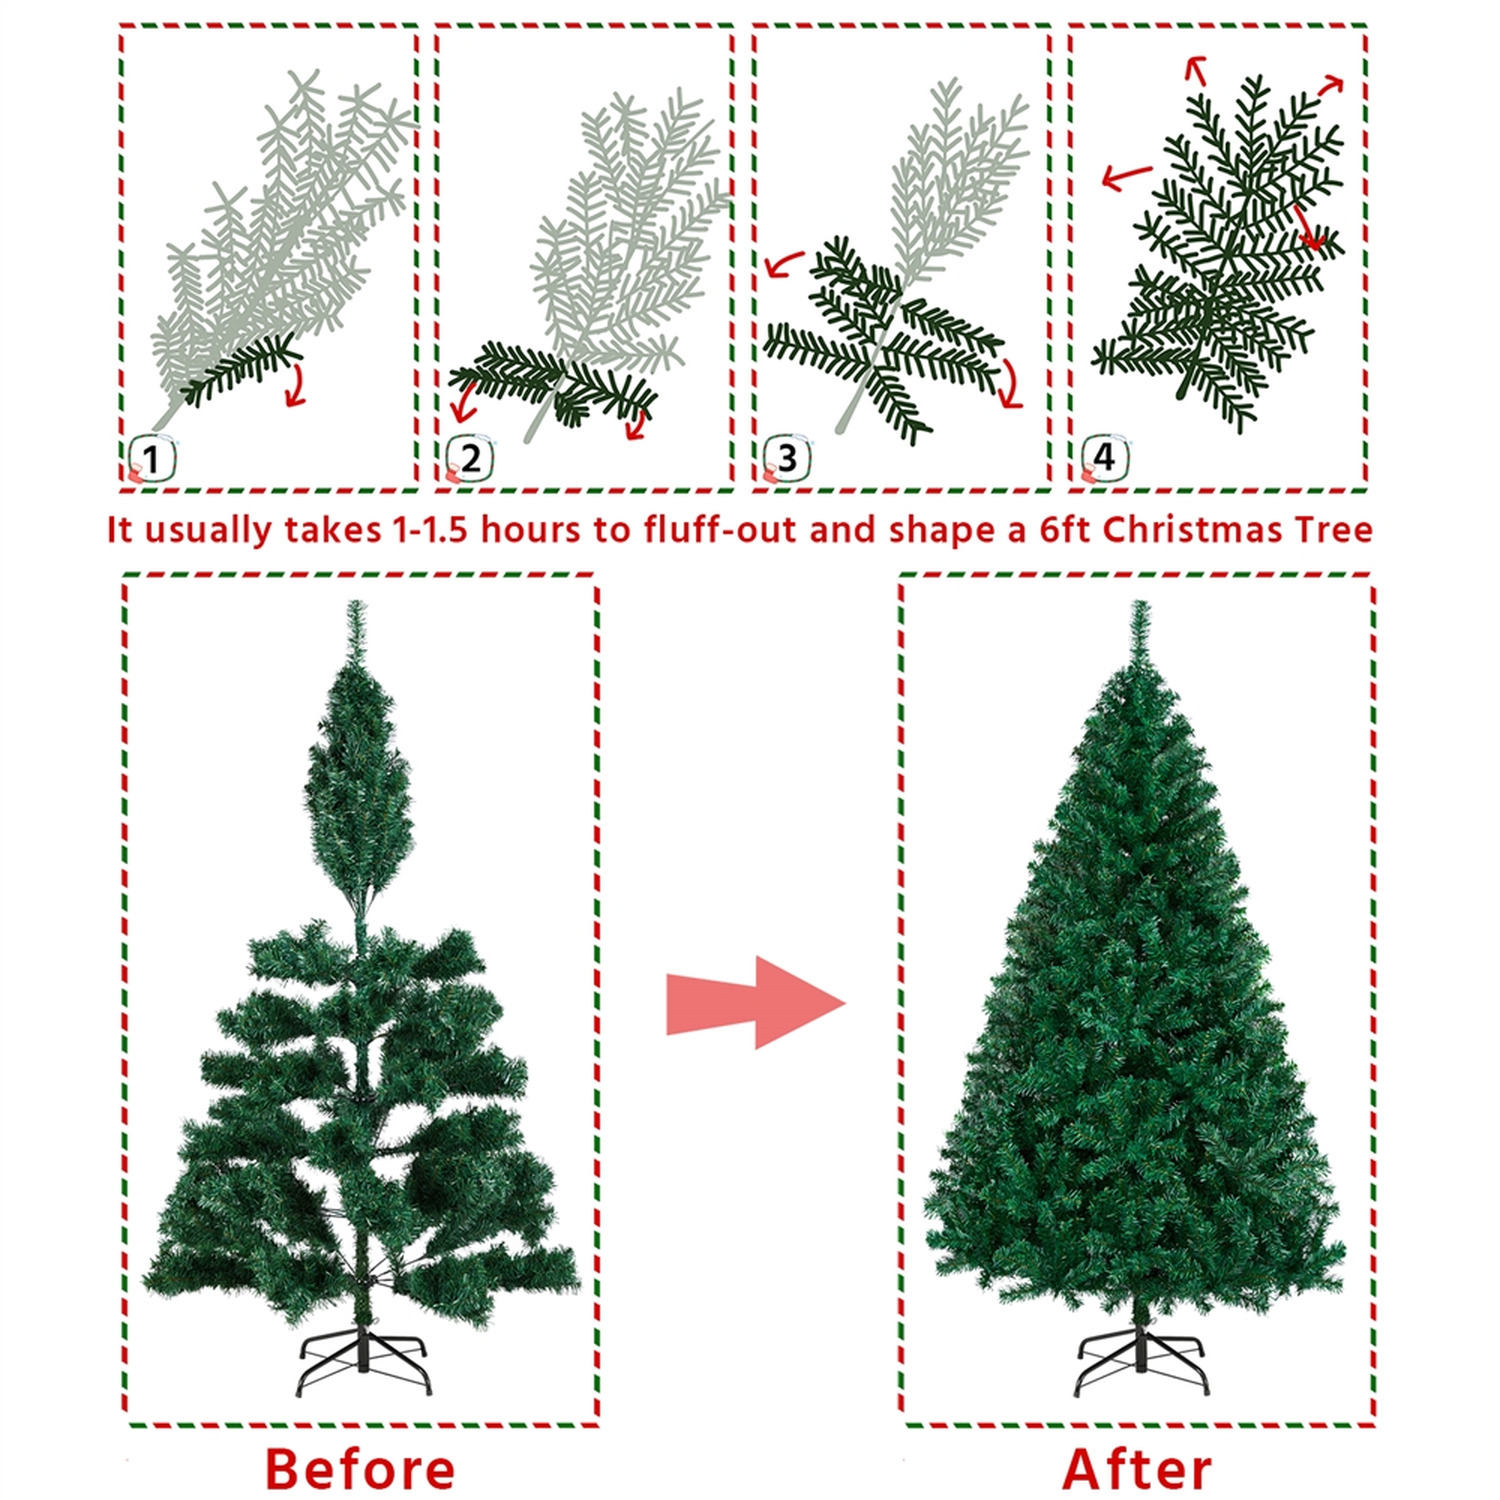 1
2
3
4
It usually takes 1-1.5 hours to fluff-out and shape a 6ft Christmas Tree
Before
After